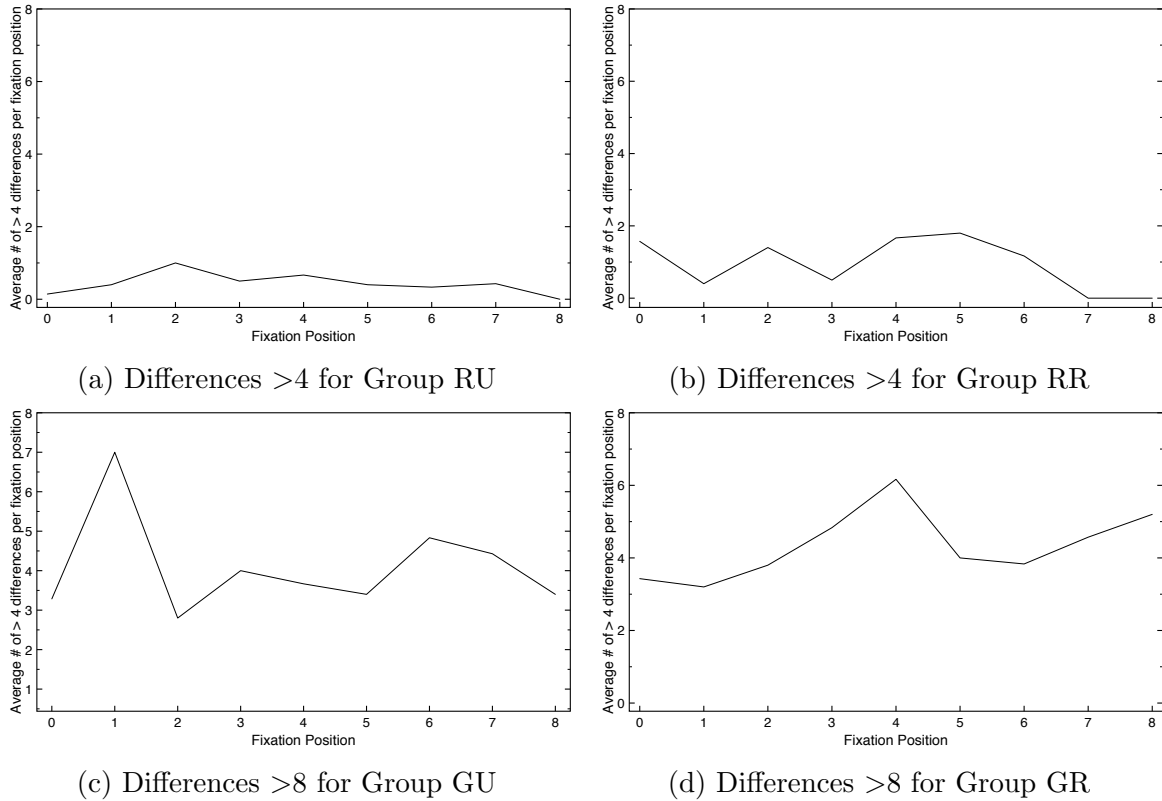 Average # of > 4 differences per fixation position
8
6
4
2
0
0 1 2 3 4 5 6 7 8
Fixation Position
(a) Differences >4 for Group RU
Average # of > 4 differences per fixation position
8
6
4
2
0
0 1 2 3 4 5 6 7 8
Fixation Position
(b) Differences >4 for Group RR
Average # of > 4 differences per fixation position
8
7
6
5
4
3
2
1
0 1 2 3 4 5 6 7 8
Fixation Position
(c) Differences >8 for Group GU
Average # of > 4 differences per fixation position
8
6
4
2
0
0 1 2 3 4 5 6 7 8
Fixation Position
(d) Differences >8 for Group GR